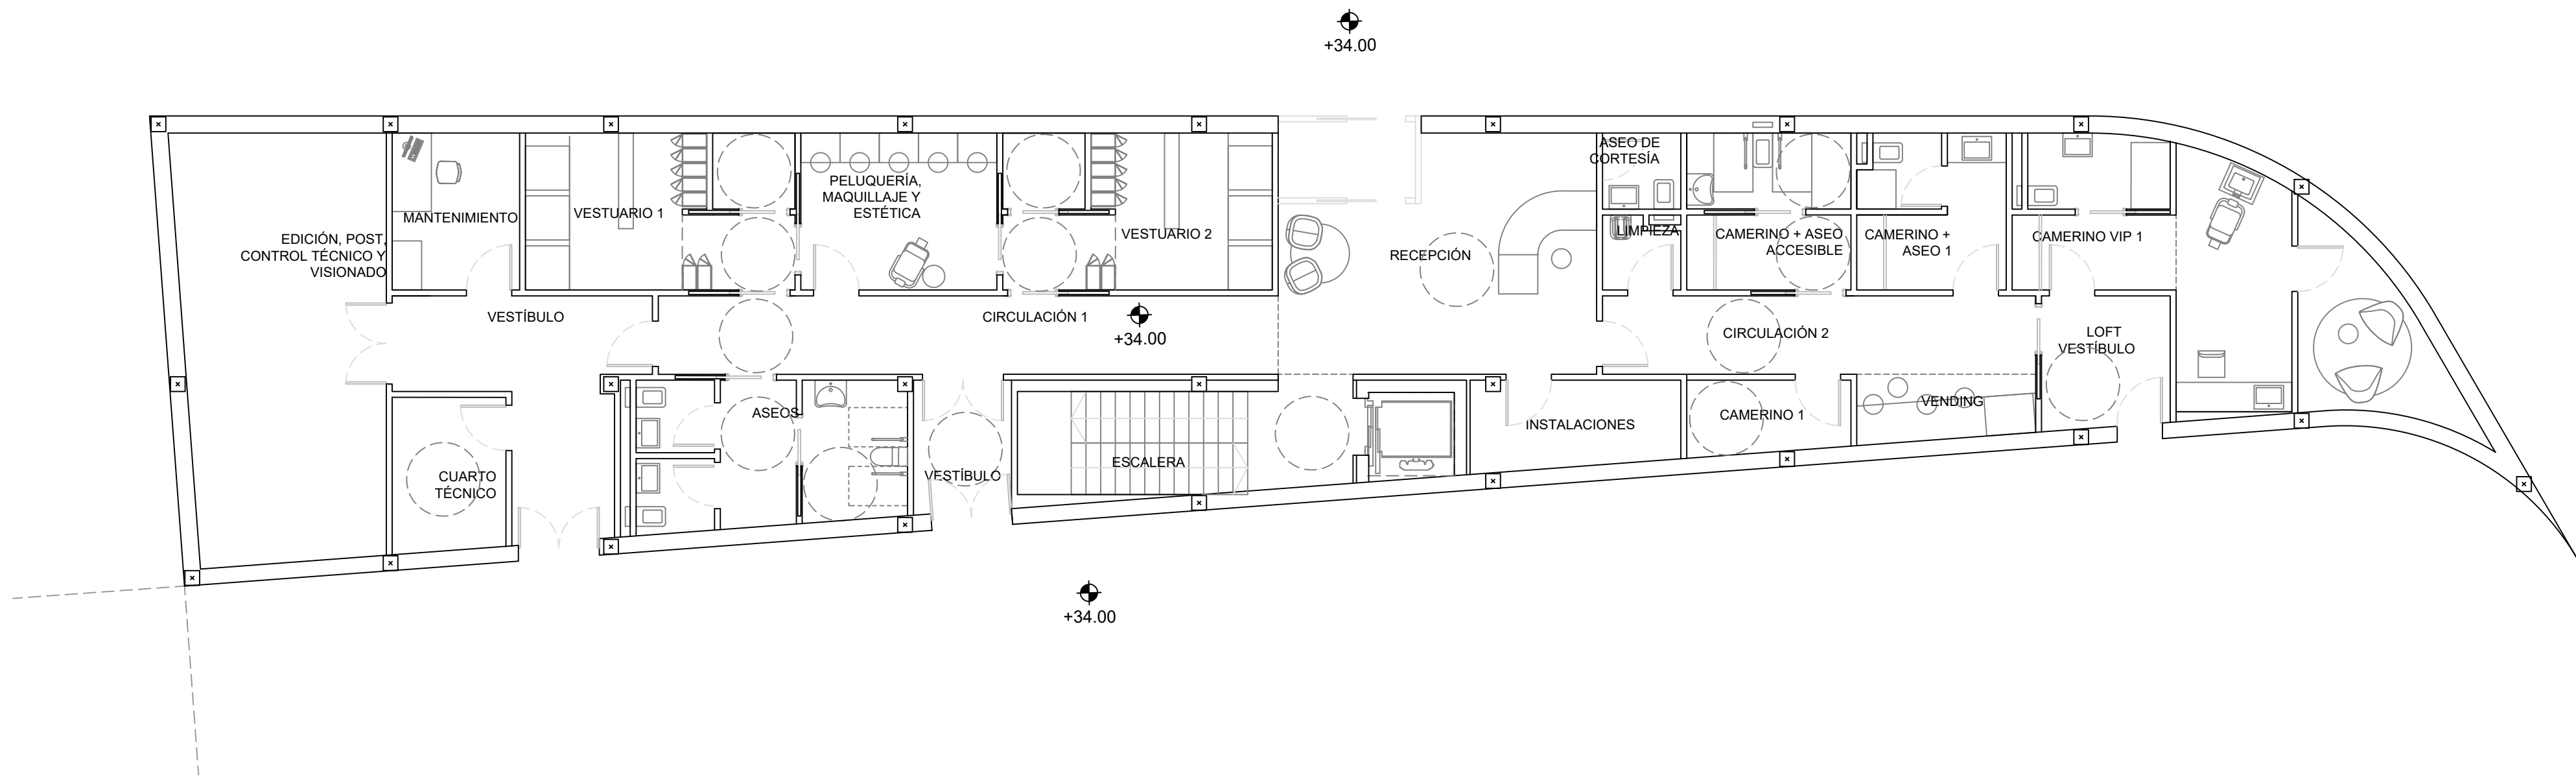 +34.00
ASEO DE
CORTESÍA
PELUQUERÍA,
MAQUILLAJE Y
ESTÉTICA
MANTENIMIENTO
VESTUARIO 1
VESTUARIO 2
LIMPIEZA
CAMERINO + ASEO
ACCESIBLE
CAMERINO +
ASEO 1
CAMERINO VIP 1
EDICIÓN, POST,
CONTROL TÉCNICO Y
VISIONADO
RECEPCIÓN
VESTÍBULO
CIRCULACIÓN 1
+34.00
CIRCULACIÓN 2
LOFT
VESTÍBULO
ASEOS
VENDING
CAMERINO 1
INSTALACIONES
ESCALERA
CUARTO
TÉCNICO
VESTÍBULO
+34.00